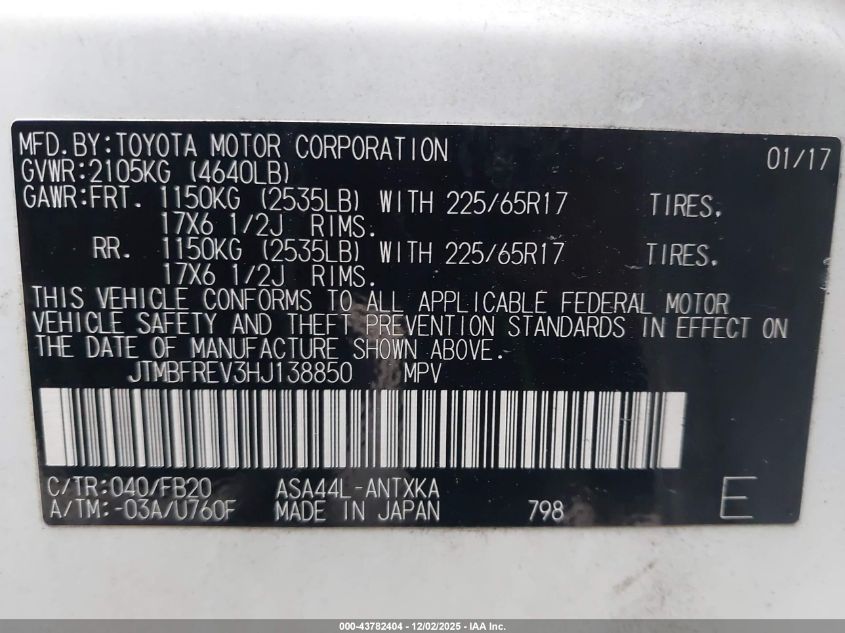 MFD.BY:TOYOTA MOTOR CORPORATION 01/17
GVWR:2105KG (4640LB)
GAWR:FRT. 1150KG (2535LB) WITH 225/65R17 TIRES,
17X6 1/2J RIMS.
RR. 1150KG (2535LB) WITH 225/65R17 TIRES,
17X6 1/2J RIMS.
THIS VEHICLE CONFORMS TO ALL APPLICABLE FEDERAL MOTOR
VEHICLE SAFETY AND THEFT PREVENTION STANDARDS IN EFFECT ON
THE DATE OF MANUFACTURE SHOWN ABOVE.
JTMBFREV3HJ138850 MPV
C/TR:040/FB20 ASA44L-ANTXKA
A/TM:-03A/U760F MADE IN JAPAN 798 E
000-43782404 - 12/02/2025 - IAA Inc.